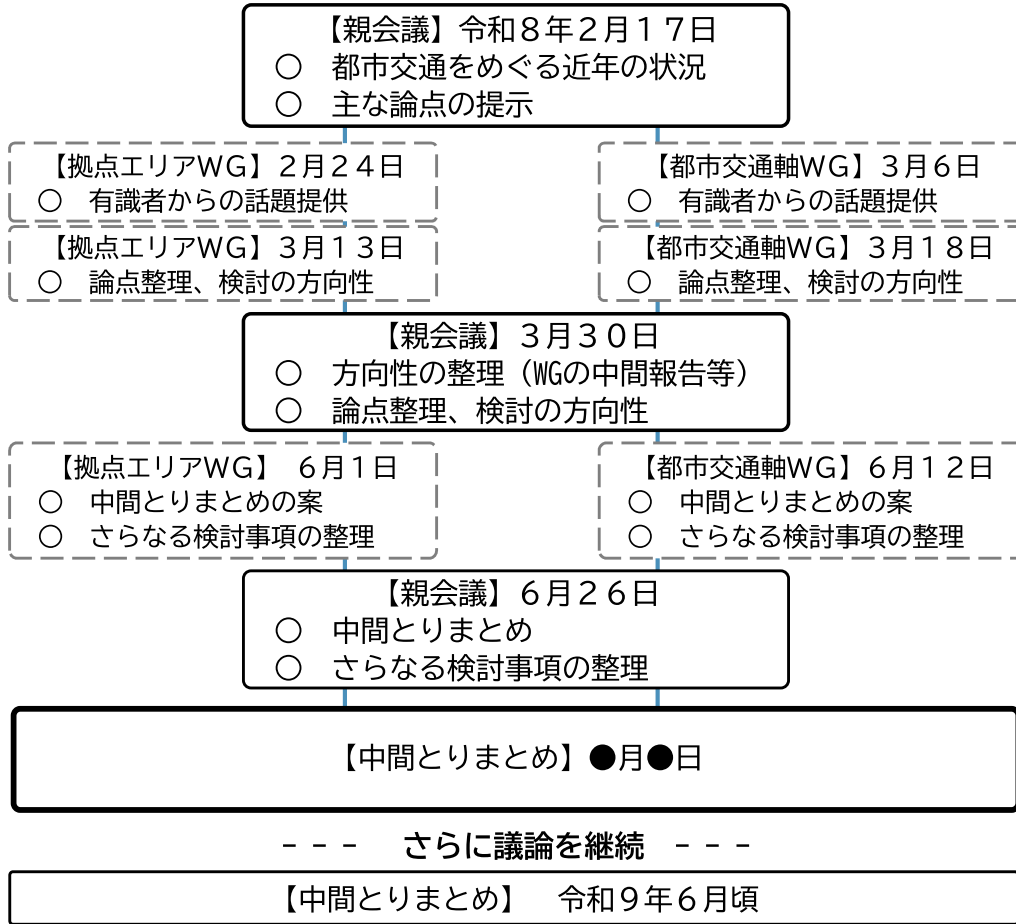 【親会議】令和８年２月１７日
○　都市交通をめぐる近年の状況
○　主な論点の提示
【拠点エリアＷＧ】２月２４日
○　有識者からの話題提供
【都市交通軸ＷＧ】３月６日
○　有識者からの話題提供
【拠点エリアＷＧ】３月１３日
○　論点整理、検討の方向性
【都市交通軸ＷＧ】３月１８日
○　論点整理、検討の方向性
【親会議】３月３０日
○　方向性の整理（WGの中間報告等）
○　論点整理、検討の方向性
【拠点エリアＷＧ】　６月１日
○　中間とりまとめの案
○　さらなる検討事項の整理
【都市交通軸ＷＧ】６月１２日
○　中間とりまとめの案
○　さらなる検討事項の整理
【親会議】６月２６日
○　中間とりまとめ
○　さらなる検討事項の整理
【中間とりまとめ】●月●日
- - -　さらに議論を継続　- - -
【中間とりまとめ】　令和９年６月頃